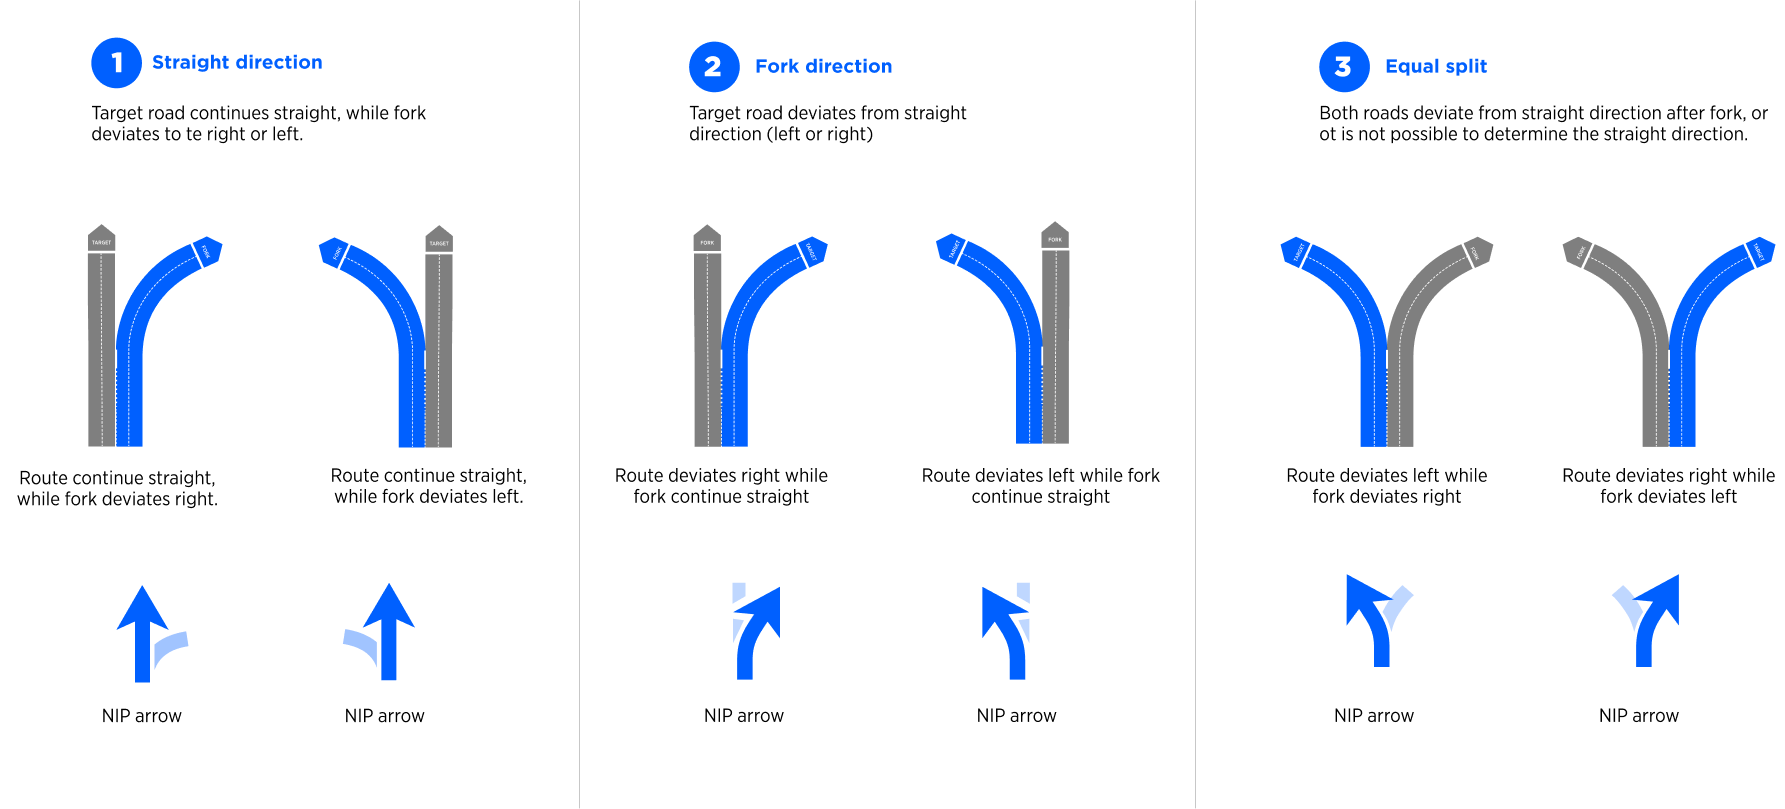 1 Straight direction
Target road continues straight, while fork
deviates to te right or left.
TARGET
FORK
FORK
TARGET
Route continue straight,
while fork deviates right.
Route continue straight,
while fork deviates left.
NIP arrow
NIP arrow
2 Fork direction
Target road deviates from straight
direction (left or right)
FORK
TARGET
TARGET
FORK
Route deviates right while
fork continue straight
Route deviates left while fork
continue straight
NIP arrow
NIP arrow
3 Equal split
Both roads deviate from straight direction after fork, or
ot is not possible to determine the straight direction.
TARGET
FORK
FORK
TARGET
Route deviates left while
fork deviates right
Route deviates right while
fork deviates left
NIP arrow
NIP arrow